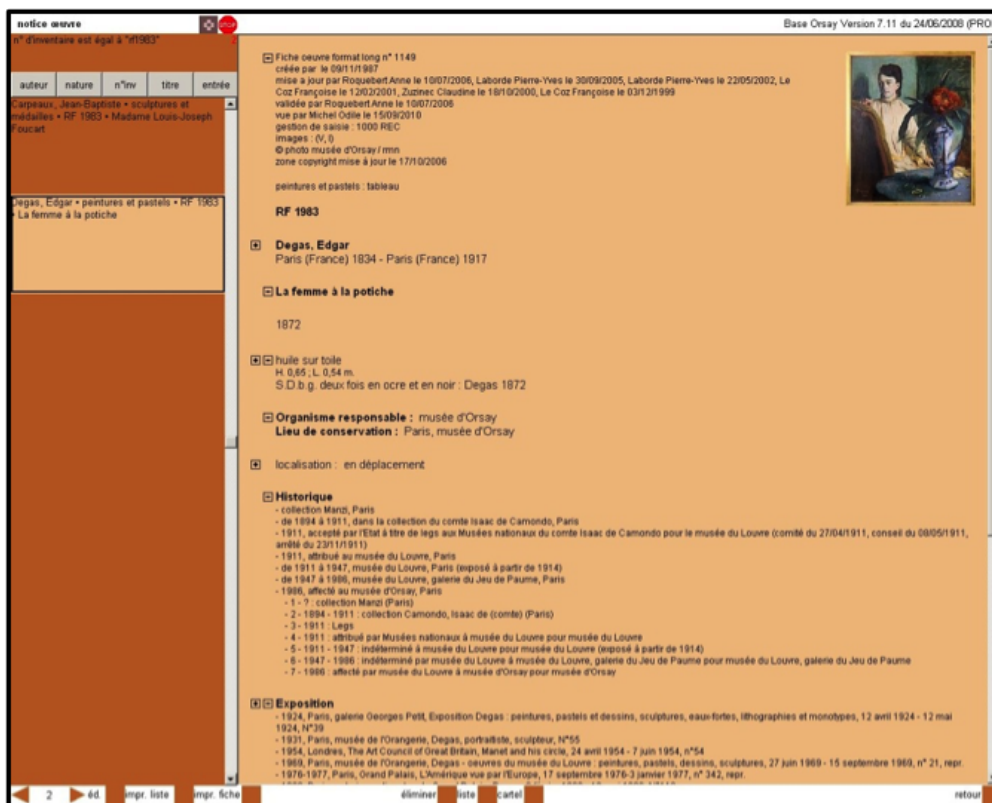 notice œuvre
STOP
Base Orsay Version 7.11 du 24/06/2008 (PRO
n° d'inventaire est égal à "rf1983"
2
auteur nature n°inv titre entrée
Carpeaux, Jean-Baptiste • sculptures et
médailles • RF 1983 • Madame Louis-Joseph
Foucart
Degas, Edgar • peintures et pastels • RF 1983
• La femme à la potiche
Fiche oeuvre format long n° 1149
créée par le 09/11/1987
mise a jour par Roquebert Anne le 10/07/2006, Laborde Pierre-Yves le 30/09/2005, Laborde Pierre-Yves le 22/05/2002, Le
Coz Françoise le 12/02/2001, Zuzinec Claudine le 18/10/2000, Le Coz Françoise le 03/12/1999
validée par Roquebert Anne le 10/07/2006
vue par Michel Odile le 15/09/2010
gestion de saisie : 1000 REC
images : (V, I)
© photo musée d'Orsay / rmn
zone copyright mise à jour le 17/10/2006
peintures et pastels : tableau
RF 1983
Degas, Edgar
Paris (France) 1834 - Paris (France) 1917
La femme à la potiche
1872
huile sur toile
H. 0,65 ; L. 0,54 m.
S.D.b.g. deux fois en ocre et en noir : Degas 1872
Organisme responsable : musée d'Orsay
Lieu de conservation : Paris, musée d'Orsay
localisation : en déplacement
Historique
- collection Manzi, Paris
- de 1894 à 1911, dans la collection du comte Isaac de Camondo, Paris
- 1911, accepté par l'Etat à titre de legs aux Musées nationaux du comte Isaac de Camondo pour le musée du Louvre (comité du 27/04/1911, conseil du 08/05/1911,
arrêté du 23/11/1911)
- 1911, attribué au musée du Louvre, Paris
- de 1911 à 1947, musée du Louvre, Paris (exposé à partir de 1914)
- de 1947 à 1986, musée du Louvre, galerie du Jeu de Paume, Paris
- 1986, affecté au musée d'Orsay, Paris
- 1 - ? : collection Manzi (Paris)
- 2 - 1894 - 1911 : collection Camondo, Isaac de (comte) (Paris)
- 3 - 1911 : Legs
- 4 - 1911 : attribué par Musées nationaux à musée du Louvre pour musée du Louvre
- 5 - 1911 - 1947 : indéterminé à musée du Louvre pour musée du Louvre (exposé à partir de 1914)
- 6 - 1947 - 1986 : indéterminé par musée du Louvre à musée du Louvre, galerie du Jeu de Paume pour musée du Louvre, galerie du Jeu de Paume
- 7 - 1986 : affecté par musée du Louvre à musée d'Orsay pour musée d'Orsay
Exposition
- 1924, Paris, galerie Georges Petit, Exposition Degas : peintures, pastels et dessins, sculptures, eaux-fortes, lithographies et monotypes, 12 avril 1924 - 12 mai
1924, N°39
- 1931, Paris, musée de l'Orangerie, Degas, portraitiste, sculpteur, N°55
- 1954, Londres, The Art Council of Great Britain, Manet and his circle, 24 avril 1954 - 7 juin 1954, n°54
- 1969, Paris, musée de l'Orangerie, Degas - oeuvres du musée du Louvre : peintures, pastels, dessins, sculptures, 27 juin 1969 - 15 septembre 1969, n° 21, repr.
- 1976-1977, Paris, Grand Palais, L'Amérique vue par l'Europe, 17 septembre 1976-3 janvier 1977, n° 342, repr.
2 éd. impr. liste impr. fiche éliminer liste cartel retour